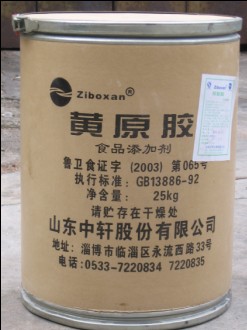 Ziboxan®
黄原胶
食品添加剂
鲁卫食证字 (2003) 第065号
执行标准: GB13886-92
净含量: 25kg
请贮存在干燥处
山东中轩股份有限公司
地址: 淄博市临淄区永流西路33号
电话: 0533-7220834 7220835